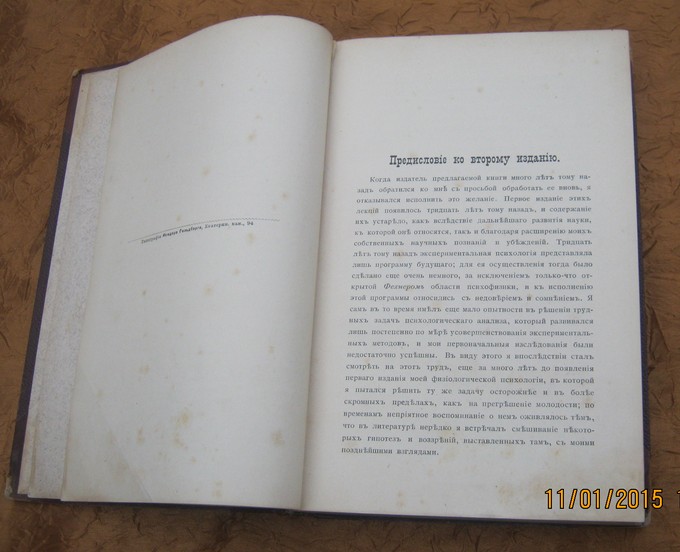 Типографія Исидора Гольдберга, Екатерин. кан., 94
Предисловіе ко второму изданію.
Когда издатель предлагаемой книги много лѣтъ тому на-
задъ обратился ко мнѣ съ просьбой обработать ее вновь, я
отказывался исполнить это желаніе. Первое изданіе этихъ
лекцій появилось тридцать лѣтъ тому назадъ, и содержаніе
ихъ устарѣло, какъ вслѣдствіе дальнѣйшаго развитія науки,
къ которой онѣ относятся, такъ и благодаря расширенію моихъ
собственныхъ научныхъ познаній и убѣжденій. Тридцать
лѣтъ тому назадъ экспериментальная психологія представляла
лишь программу будущаго; для ея осуществленія тогда было
сдѣлано еще очень немного, за исключеніемъ только-что от-
крытой Фехнеромъ области психофизики, и къ исполненію
этой программы относились съ недовѣріемъ и сомнѣніемъ. Я
самъ въ то время имѣлъ еще мало опытности въ рѣшеніи труд-
ныхъ задачъ психологическаго анализа, который развивался
лишь постепенно по мѣрѣ усовершенствованія эксперименталь-
ныхъ методовъ, и мои первоначальныя изслѣдованія были
недостаточно успѣшны. Въ виду этого я впослѣдствіи сталъ
смотрѣть на этотъ трудъ, еще за много лѣтъ до появленія
перваго изданія моей физіологической психологіи, въ которой
я пытался рѣшить ту же задачу осторожнѣе и въ болѣе
скромныхъ предѣлахъ, какъ на прегрѣшеніе молодости; по
временамъ непріятное воспоминаніе о немъ оживлялось тѣмъ,
что въ литературѣ нерѣдко я встрѣчалъ смѣшиваніе нѣкото-
рыхъ гипотезъ и воззрѣній, выставленныхъ тамъ, съ моими
позднѣйшими взглядами.
11/01/2015